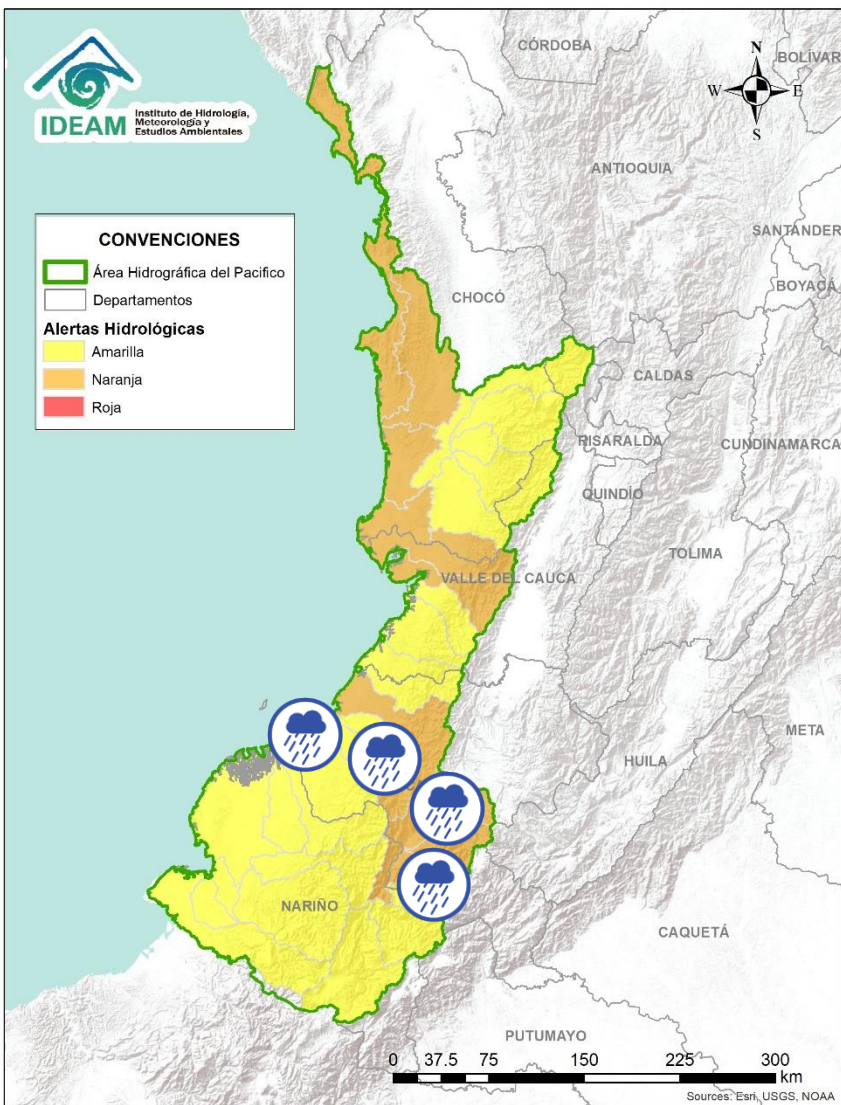 IDEAM
Instituto de Hidrología,
Meteorología y
Estudios Ambientales
CÓRDOBA
BOLÍVAR
N
W
E
S
ANTIOQUIA
SANTANDER
BOYACÁ
CONVENCIONES
Área Hidrográfica del Pacifico
Departamentos
Alertas Hidrológicas
Amarilla
Naranja
Roja
CHOCÓ
CALDAS
RISARALDA
CUNDINAMARCA
QUINDÍO
TOLIMA
VALLE DEL CAUCA
META
HUILA
NARIÑO
CAQUETÁ
PUTUMAYO
0 37.5 75 150 225 300
km
Sources: Esri, USGS, NOAA